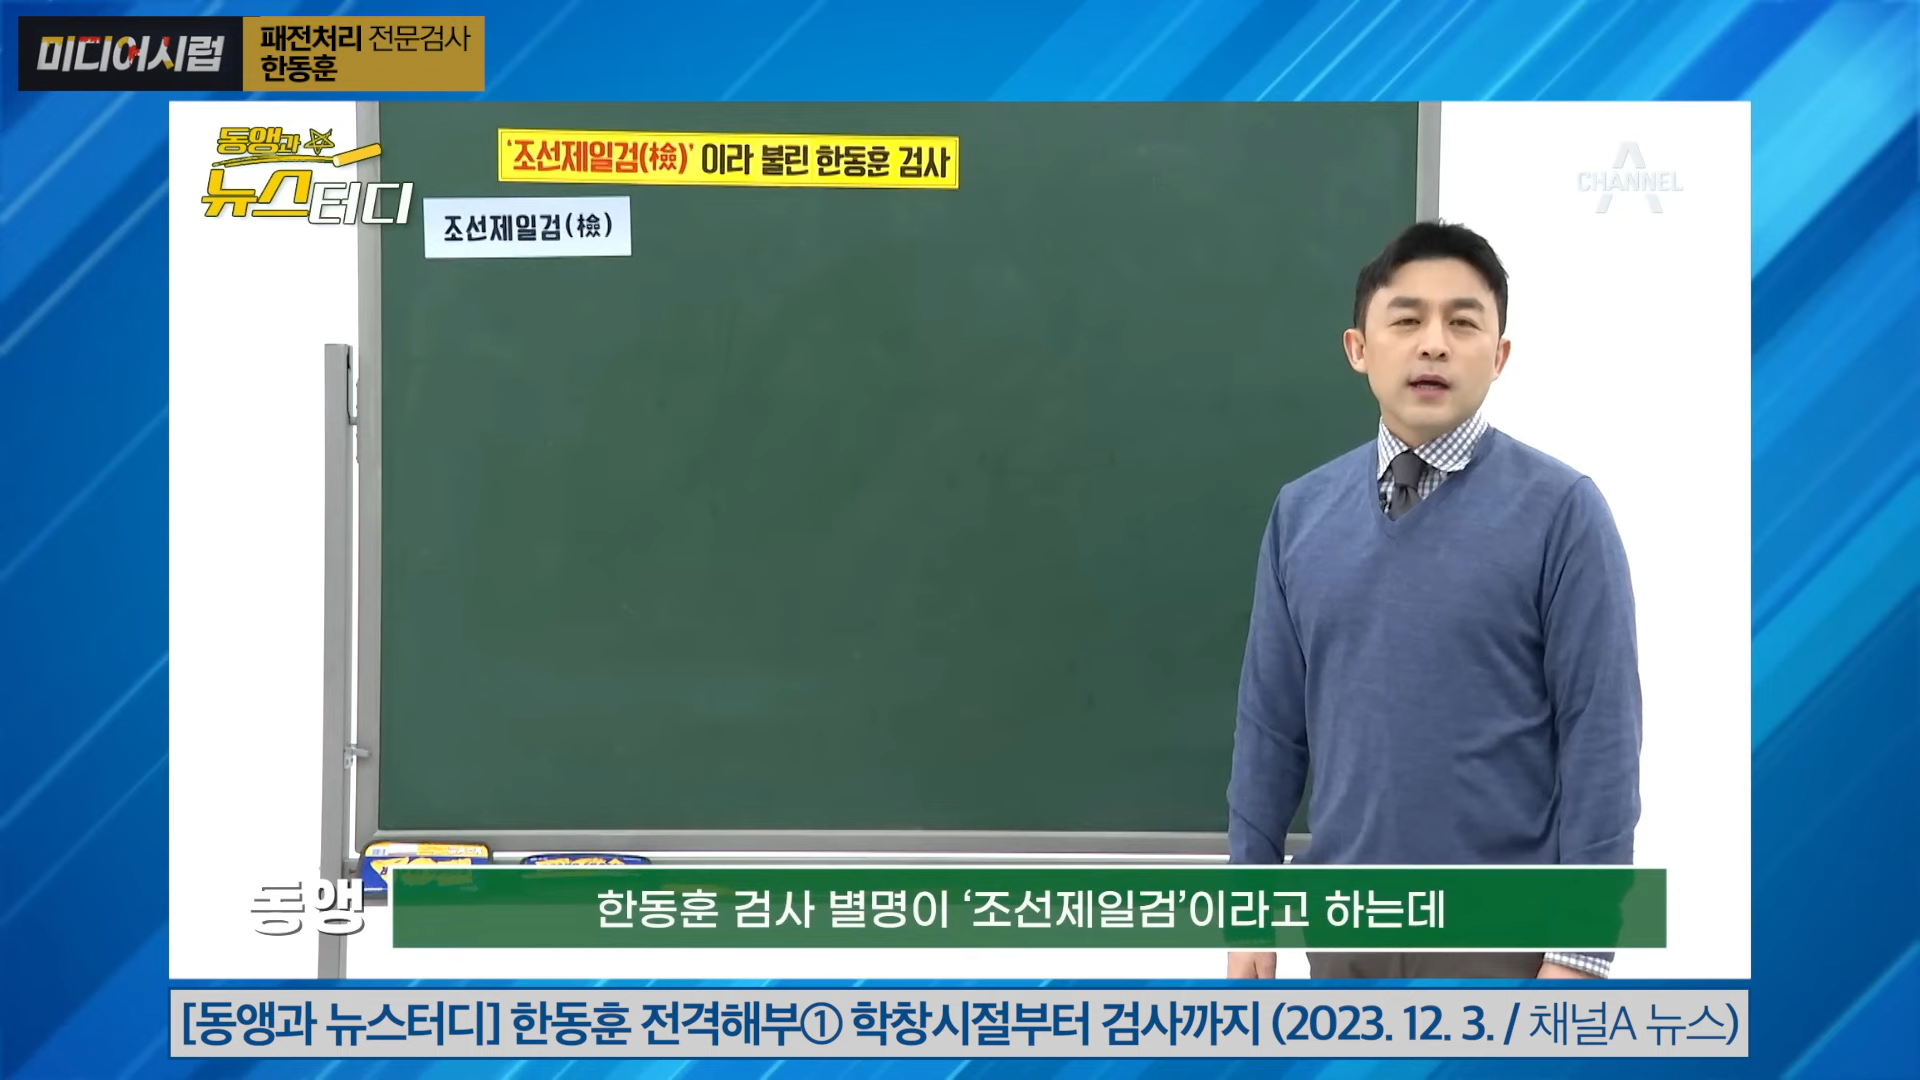 미디어시럽
패전처리 전문검사
한동훈
동앵과
뉴스터디
'조선제일검(檢)' 이라 불린 한동훈 검사
조선제일검(檢)
CHANNEL A
동앵
한동훈 검사 별명이 '조선제일검'이라고 하는데
[동앵과 뉴스터디] 한동훈 전격해부① 학창시절부터 검사까지 (2023. 12. 3. / 채널A 뉴스)